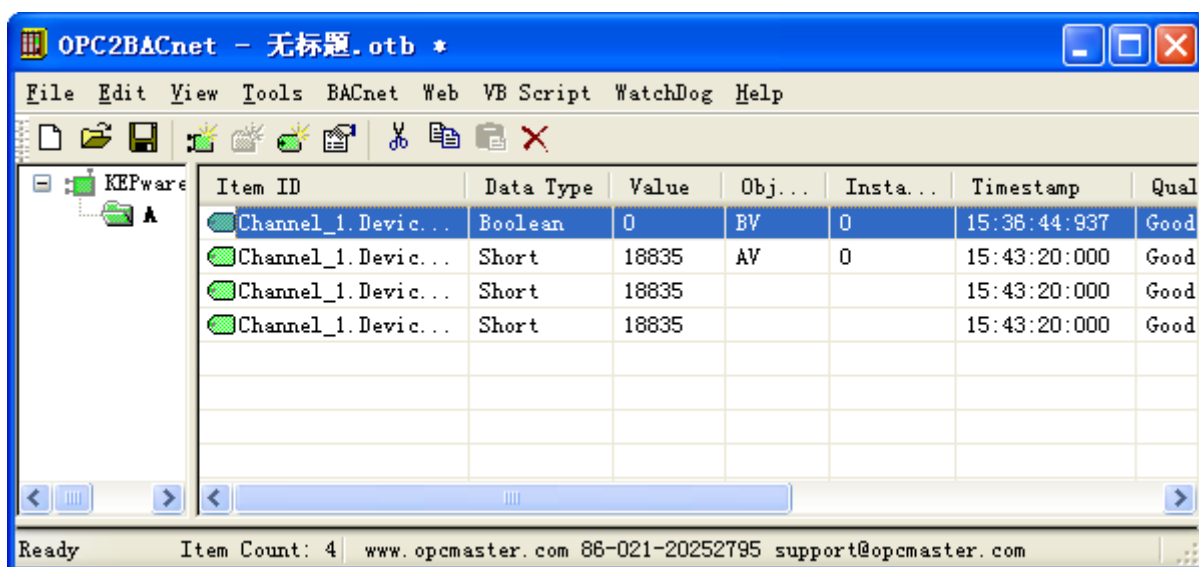 OPC2BACnet - 无标题.otb *
File Edit View Tools BACnet Web VB Script WatchDog Help
KEPware
A
Item ID Data Type Value Obj... Insta... Timestamp Qual
Channel_1.Devic... Boolean 0 BV 0 15:36:44:937 Good
Channel_1.Devic... Short 18835 AV 0 15:43:20:000 Good
Channel_1.Devic... Short 18835 15:43:20:000 Good
Channel_1.Devic... Short 18835 15:43:20:000 Good
Ready Item Count: 4 www.opcmaster.com 86-021-20252795 support@opcmaster.com